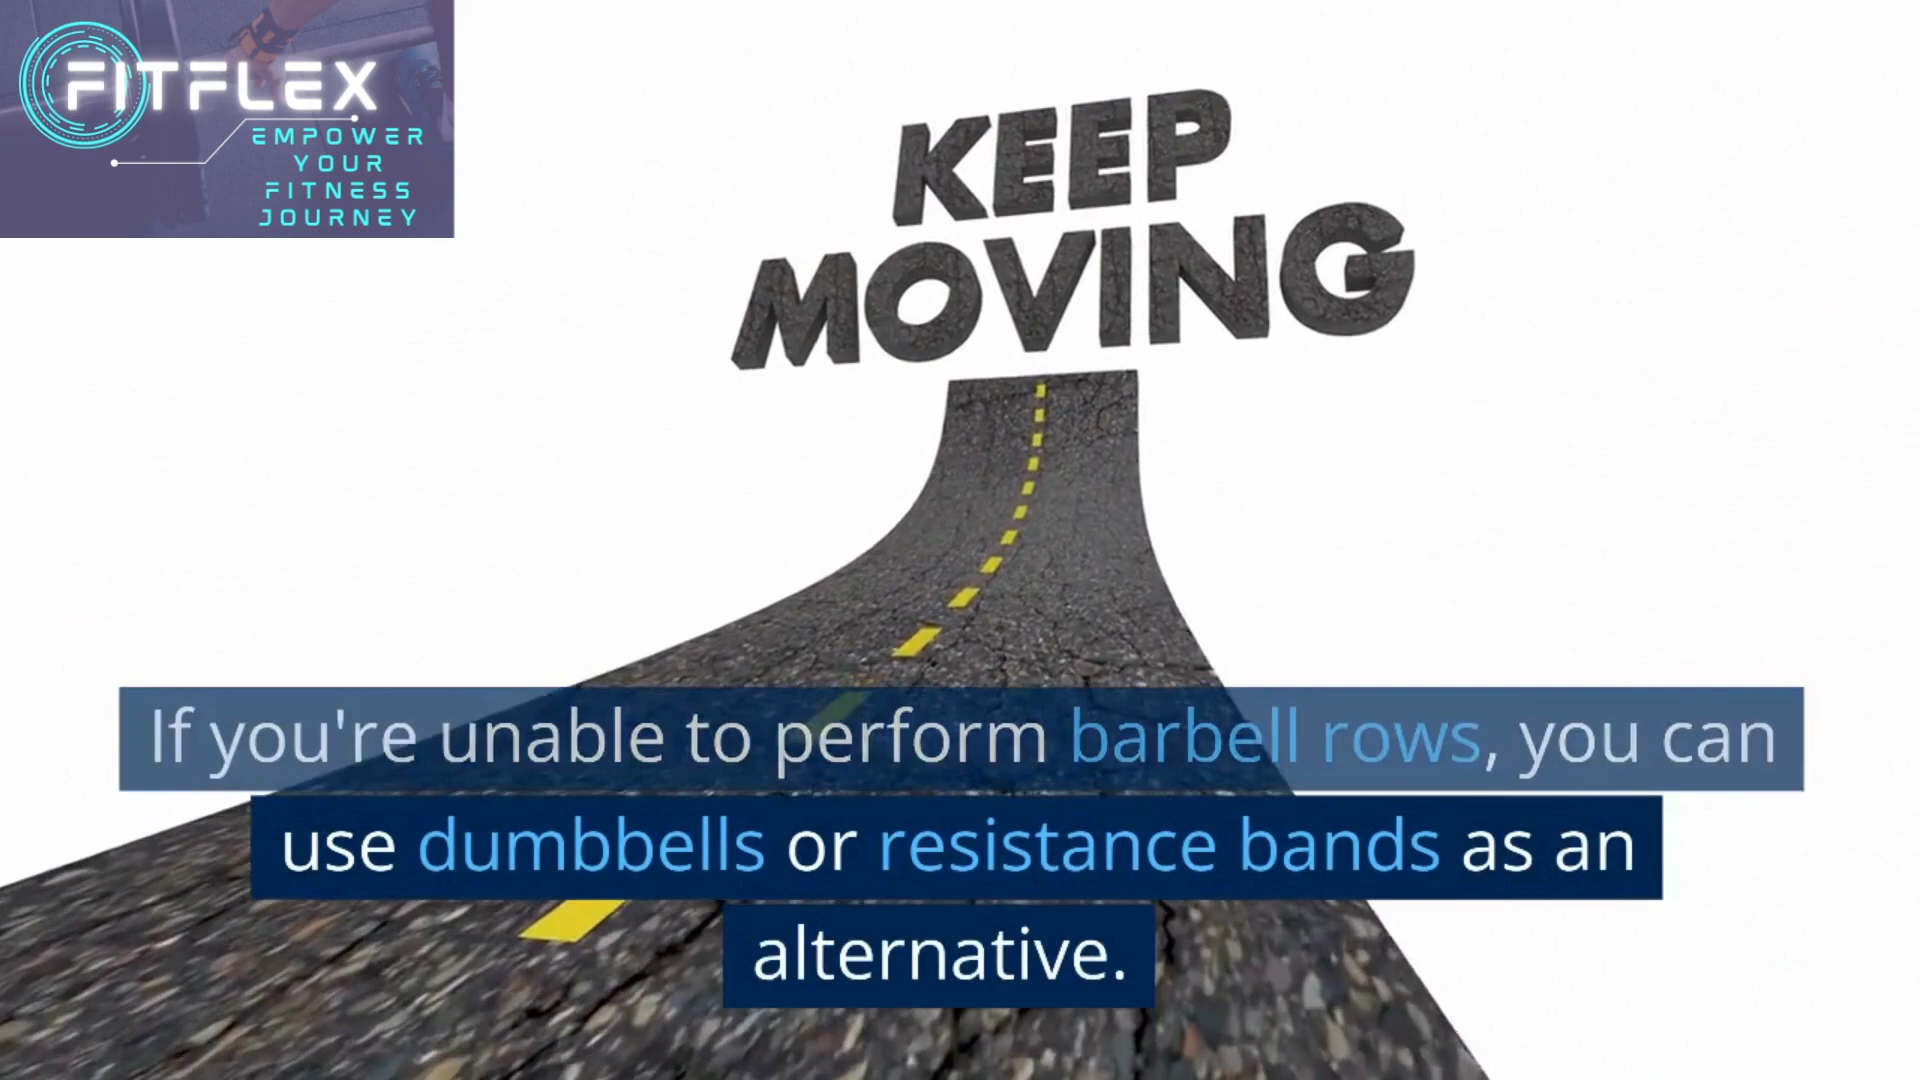 FITFLEX
EMPOWER
YOUR
FITNESS
JOURNEY
KEEP
MOVING
If you're unable to perform barbell rows, you can
use dumbbells or resistance bands as an
alternative.